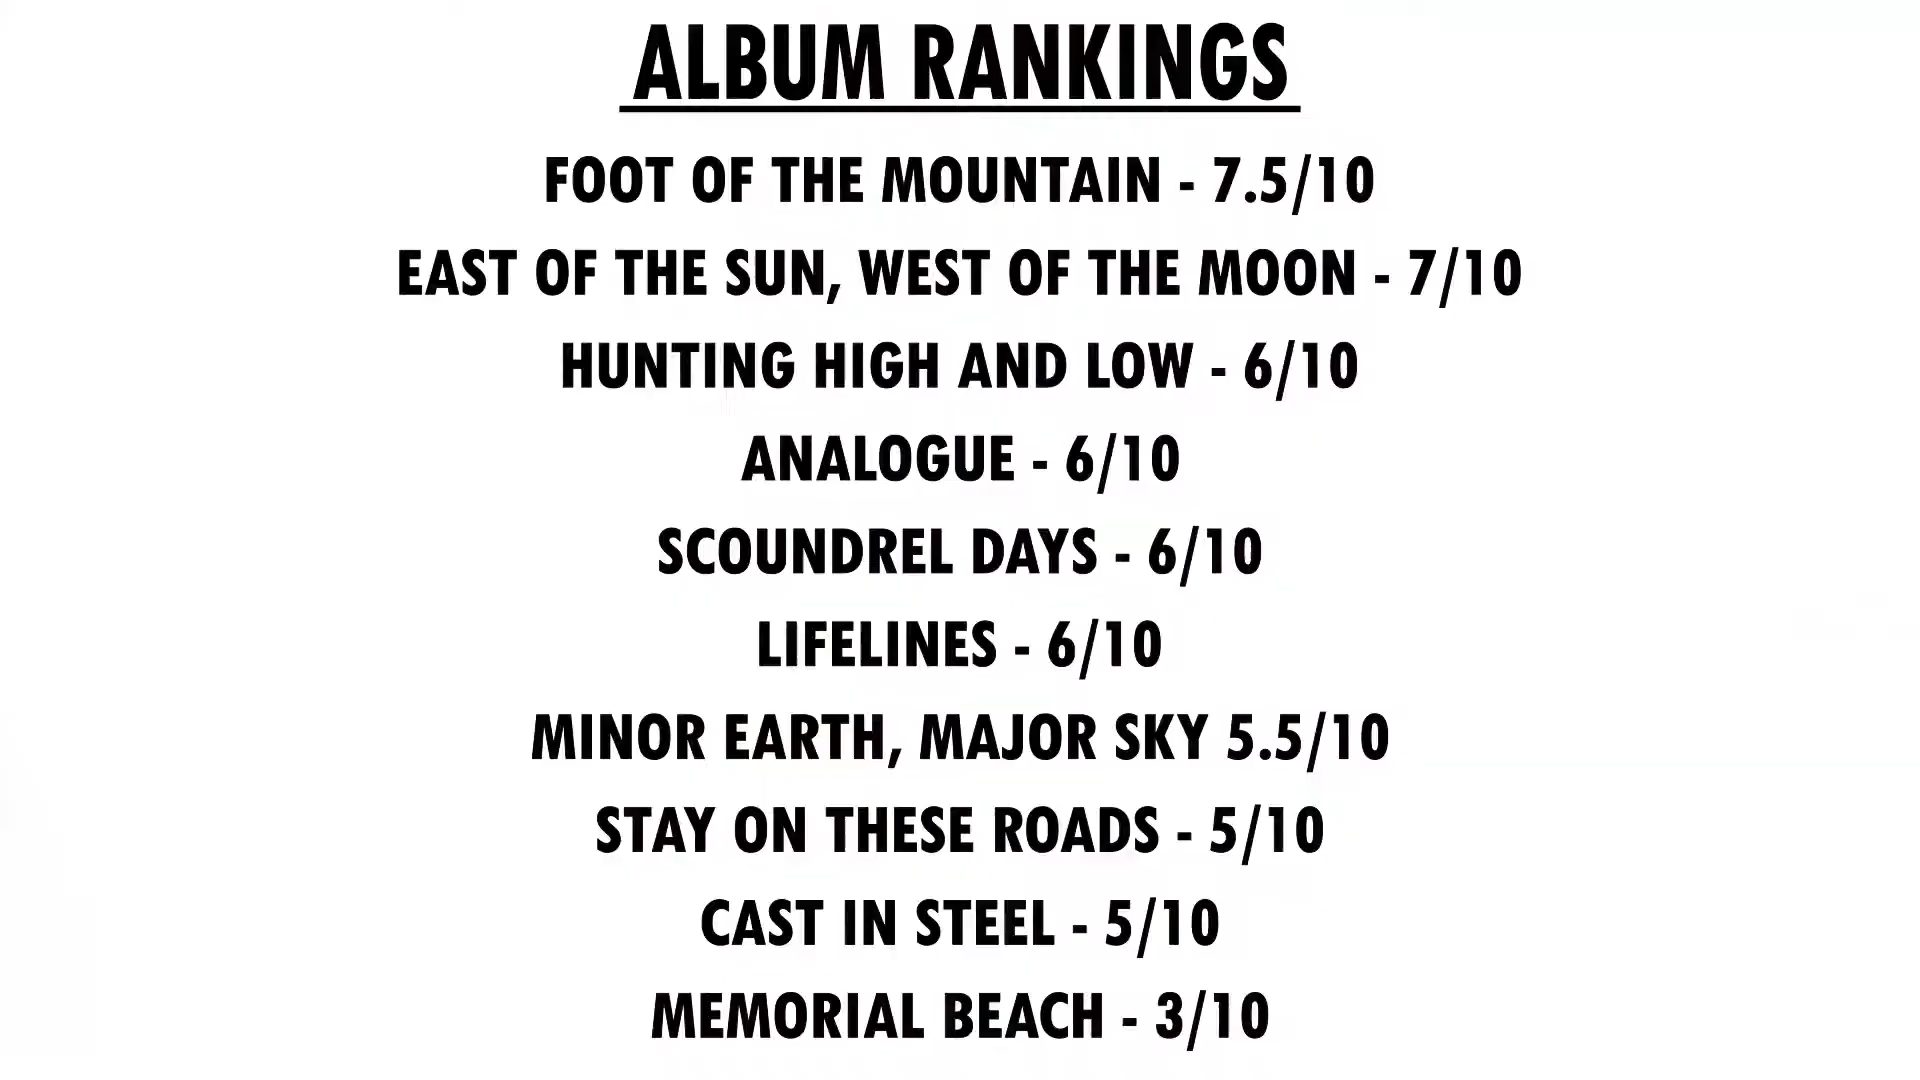 ALBUM RANKINGS
FOOT OF THE MOUNTAIN - 7.5/10
EAST OF THE SUN, WEST OF THE MOON - 7/10
HUNTING HIGH AND LOW - 6/10
ANALOGUE - 6/10
SCOUNDREL DAYS - 6/10
LIFELINES - 6/10
MINOR EARTH, MAJOR SKY 5.5/10
STAY ON THESE ROADS - 5/10
CAST IN STEEL - 5/10
MEMORIAL BEACH - 3/10